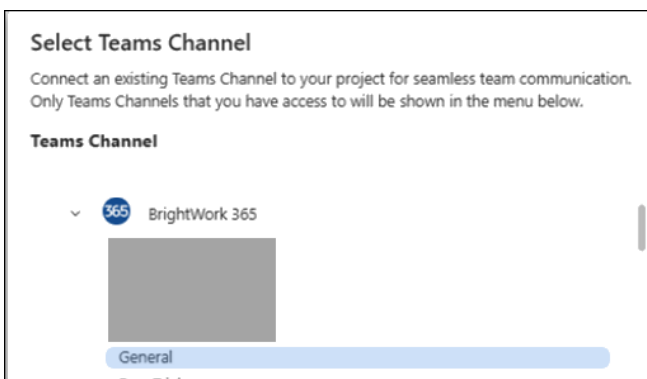 Select Teams Channel
Connect an existing Teams Channel to your project for seamless team communication.
Only Teams Channels that you have access to will be shown in the menu below.
Teams Channel
365 BrightWork 365
General